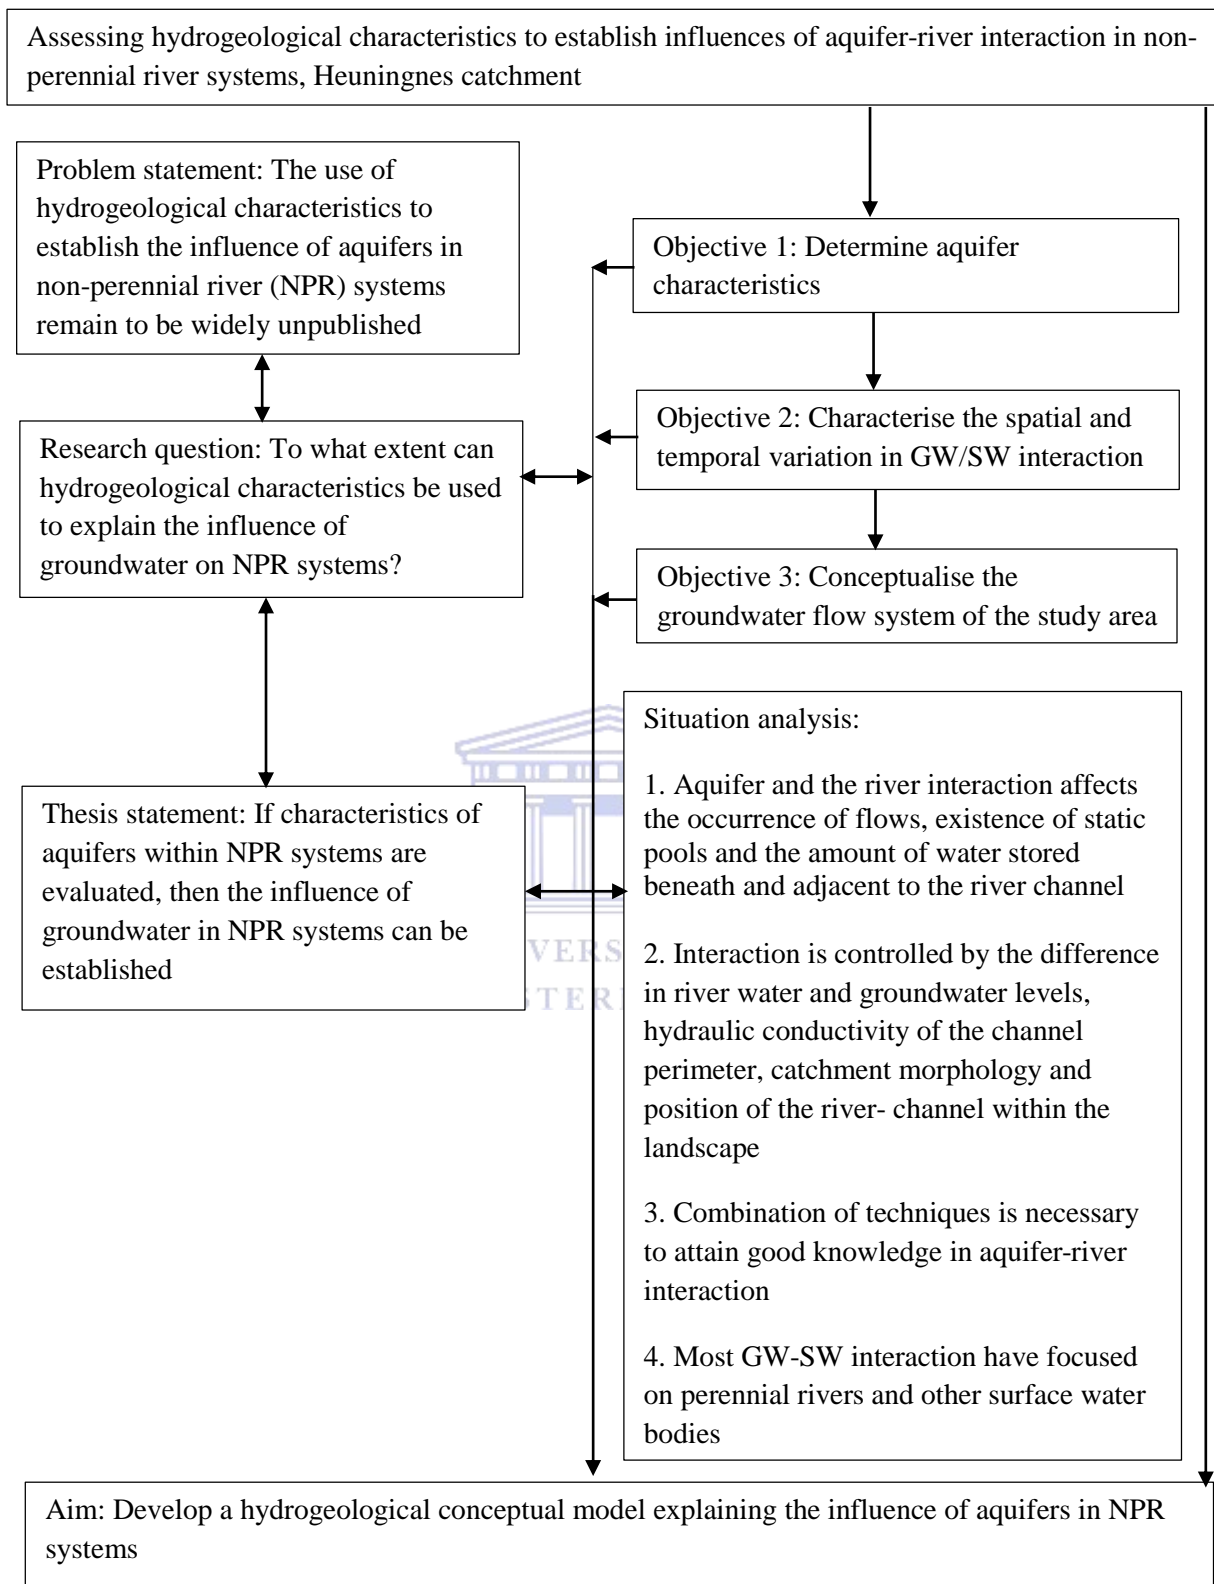 Assessing hydrogeological characteristics to establish influences of aquifer-river interaction in non-
perennial river systems, Heuningnes catchment
Problem statement: The use of
hydrogeological characteristics to
establish the influence of aquifers in
non-perennial river (NPR) systems
remain to be widely unpublished
Objective 1: Determine aquifer
characteristics
Objective 2: Characterise the spatial and
temporal variation in GW/SW interaction
Research question: To what extent can
hydrogeological characteristics be used
to explain the influence of
groundwater on NPR systems?
Objective 3: Conceptualise the
groundwater flow system of the study area
Situation analysis:
1. Aquifer and the river interaction affects
the occurrence of flows, existence of static
pools and the amount of water stored
beneath and adjacent to the river channel
2. Interaction is controlled by the difference
in river water and groundwater levels,
hydraulic conductivity of the channel
perimeter, catchment morphology and
position of the river- channel within the
landscape
3. Combination of techniques is necessary
to attain good knowledge in aquifer-river
interaction
4. Most GW-SW interaction have focused
on perennial rivers and other surface water
bodies
Thesis statement: If characteristics of
aquifers within NPR systems are
evaluated, then the influence of
groundwater in NPR systems can be
established
VERS
STER
Aim: Develop a hydrogeological conceptual model explaining the influence of aquifers in NPR
systems